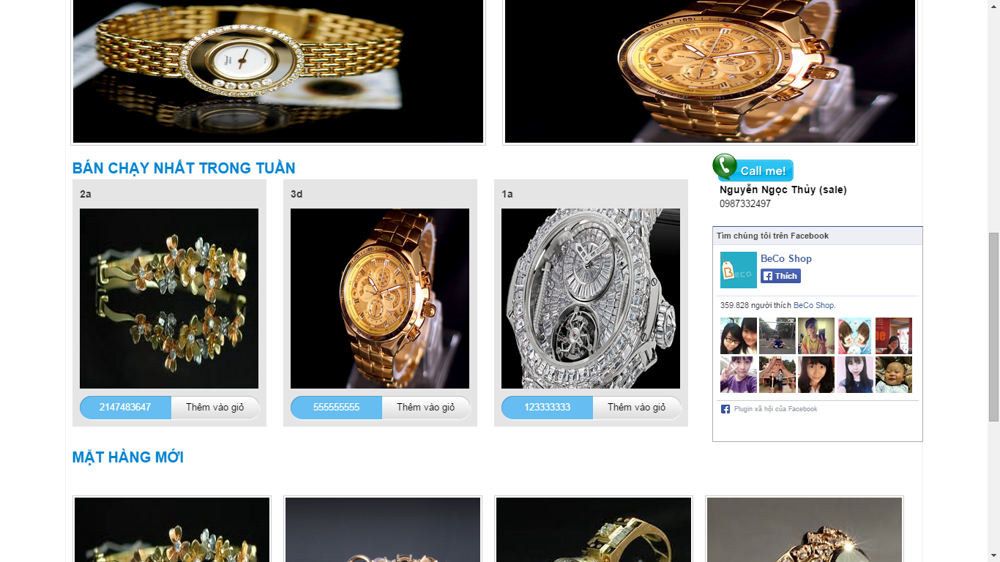 BÁN CHẠY NHẤT TRONG TUẦN
2a
3d
1a
2147483647
Thêm vào giỏ
555555555
Thêm vào giỏ
123333333
Thêm vào giỏ
Call me!
Nguyễn Ngọc Thủy (sale)
0987332497
Tìm chúng tôi trên Facebook
BECO
BeCo Shop
Thích
359.828 người thích BeCo Shop.
Plugin xã hội của Facebook
MẶT HÀNG MỚI